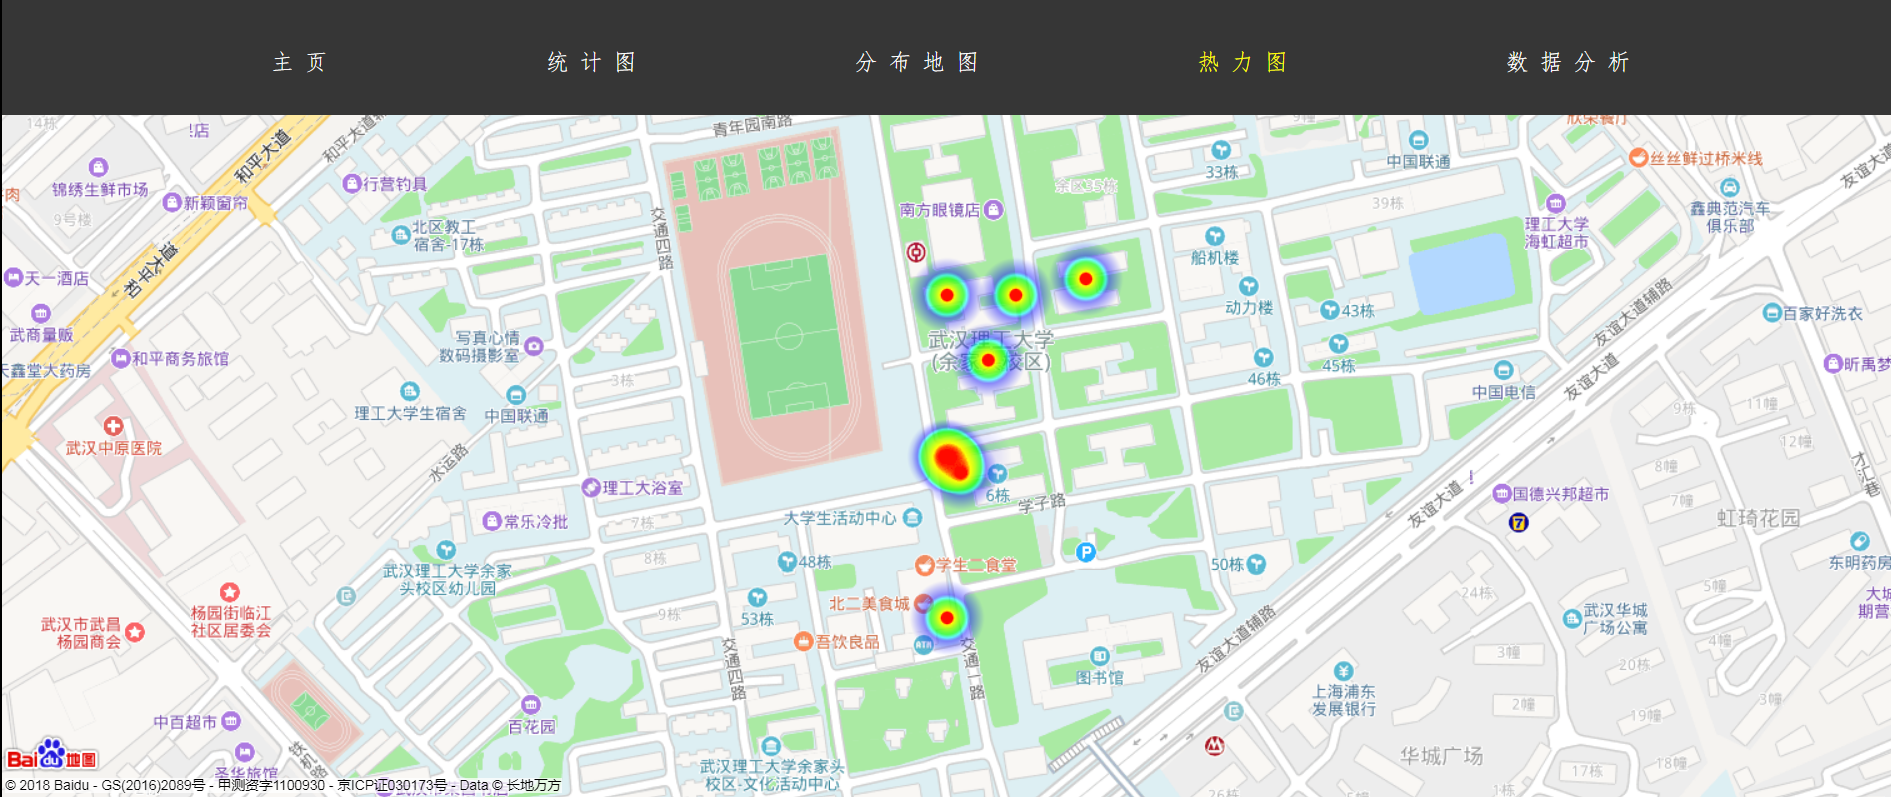 主页
统计图
分布地图
热力图
数据分析
14栋
和平大道
青年园南路
9幢
欣荣餐厅
中国联通
丝丝鲜过桥米线
友谊大道
锦绣生鲜市场
行营钓具
33栋
余区35栋
新颖窗帘
9号楼
南方眼镜店
39栋
鑫典范汽车
俱乐部
北区教工
宿舍-17栋
交通四路
理工大学
海虹超市
船机楼
和平大道
天一酒店
友谊大道辅路
动力楼
43栋
百家好洗衣
武商量贩
写真心情
数码摄影室
武汉理工大学
和平商务旅馆
45栋
天鑫堂大药房
46栋
3栋
友谊大道
中国电信
理工大学生宿舍
中国联通
9栋
11幢
武汉中原医院
12幢
水运路
8幢
才汇巷
理工大浴室
6栋
友谊大道
国德兴邦超市
7幢
学子路
常乐冷批
7栋
大学生活动中心
虹琦花园
8栋
48栋
学生二食堂
50栋
东明药房
武汉理工大学余家
头校区幼儿园
5幢
24栋
杨园街临江
社区居委会
53栋
北二美食城
9栋
武汉华城
广场公寓
武汉市武昌
杨园商会
吾饮良品
ATM
交通一路
友谊大道辅路
4幢
交通四路
3幢
20栋
图书馆
上海浦东
发展银行
2幢
3幢
中百超市
百花园
19幢
铁机路
华城广场
18幢
圣华旅馆
武汉理工大学余家头
校区-文化活动中心
17幢
26栋
1栋
Bai du 地图
© 2018 Baidu - GS(2016)2089号 - 甲测资字1100930 - 京ICP证030173号 - Data © 长地万方